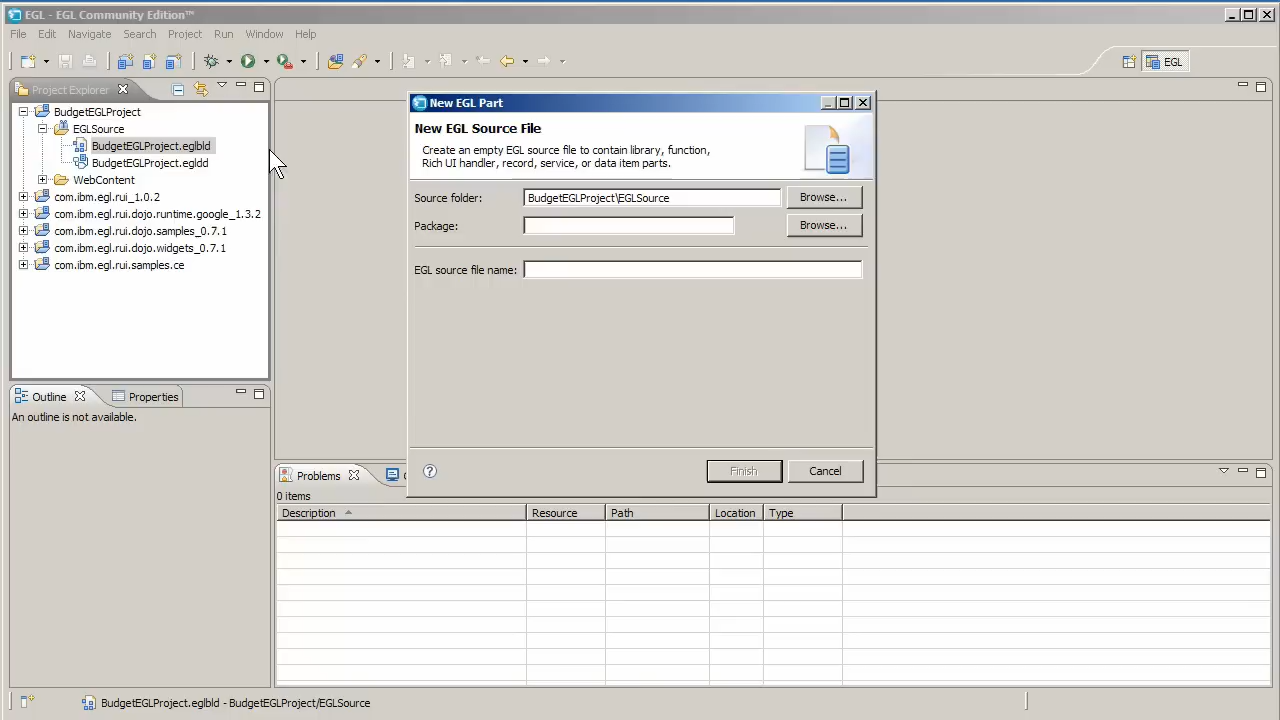 EGL - EGL Community Edition™
File Edit Navigate Search Project Run Window Help
EGL
Project Explorer
BudgetEGLProject
EGLSource
BudgetEGLProject.eglbld
BudgetEGLProject.egldd
WebContent
com.ibm.egl.rui_1.0.2
com.ibm.egl.rui.dojo.runtime.google_1.3.2
com.ibm.egl.rui.dojo.samples_0.7.1
com.ibm.egl.rui.dojo.widgets_0.7.1
com.ibm.egl.rui.samples.ce
New EGL Part
New EGL Source File
Create an empty EGL source file to contain library, function,
Rich UI handler, record, service, or data item parts.
Source folder: BudgetEGLProject\EGLSource Browse...
Package: Browse...
EGL source file name:
? Finish Cancel
Outline Properties
An outline is not available.
Problems
0 items
Description Resource Path Location Type
BudgetEGLProject.eglbld - BudgetEGLProject/EGLSource